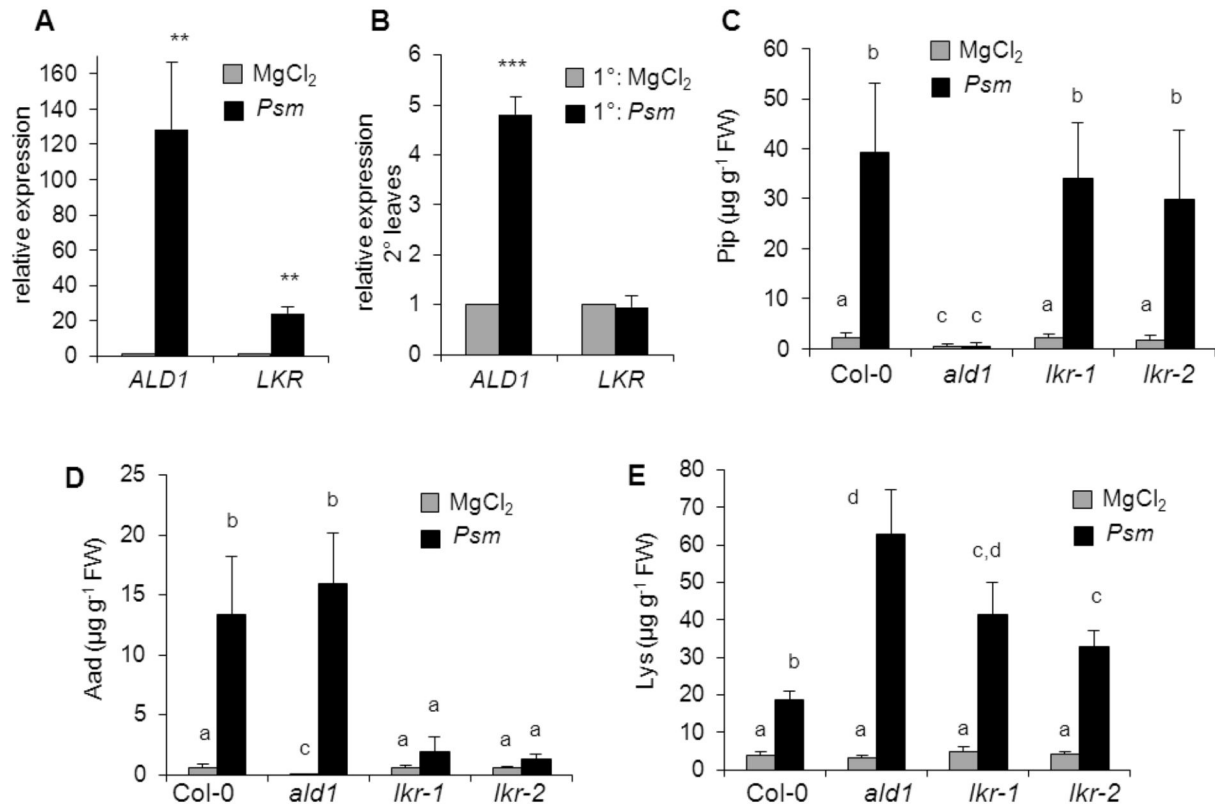 A
relative expression
160
140
120
100
80
60
40
20
0
**
**
MgCl2
Psm
ALD1
LKR
B
relative expression
2° leaves
6
5
4
3
2
1
0
***
1°: MgCl2
1°: Psm
ALD1
LKR
C
Pip (µg g-1 FW)
60
50
40
30
20
10
0
MgCl2
Psm
a
b
c
c
a
b
a
b
Col-0
ald1
lkr-1
lkr-2
D
Aad (µg g-1 FW)
25
20
15
10
5
0
MgCl2
Psm
a
b
c
b
a
a
a
a
Col-0
ald1
lkr-1
lkr-2
E
Lys (µg g-1 FW)
80
70
60
50
40
30
20
10
0
MgCl2
Psm
a
b
a
d
a
c,d
a
c
Col-0
ald1
lkr-1
lkr-2